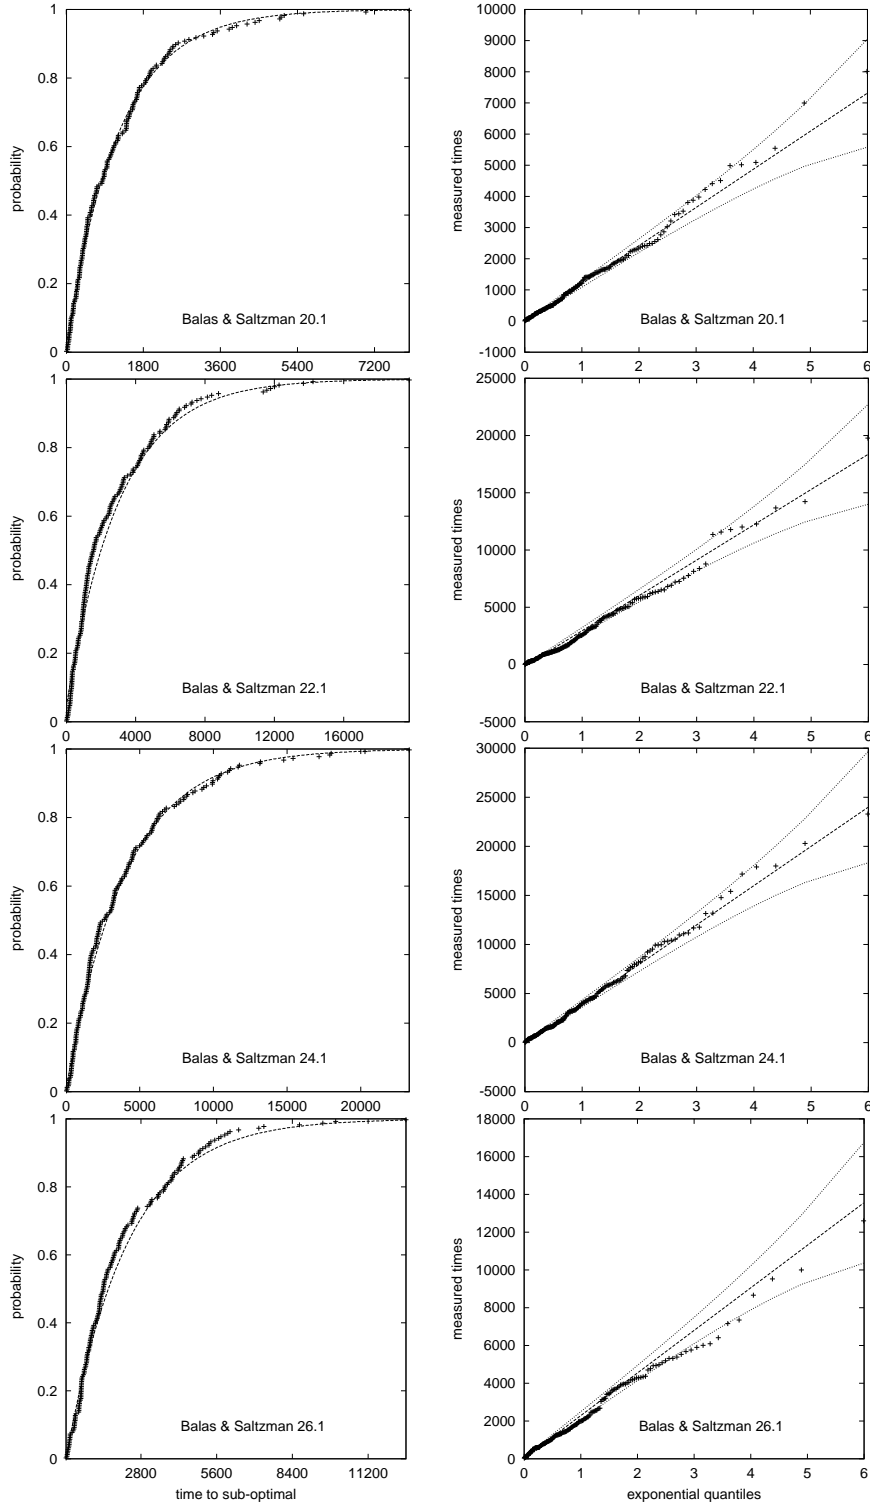 1
0.8
0.6
0.4
0.2
0
probability
0 1800 3600 5400 7200
Balas & Saltzman 20.1
10000
9000
8000
7000
6000
5000
4000
3000
2000
1000
0
-1000
measured times
0 1 2 3 4 5 6
Balas & Saltzman 20.1
1
0.8
0.6
0.4
0.2
0
probability
0 4000 8000 12000 16000
Balas & Saltzman 22.1
25000
20000
15000
10000
5000
0
-5000
measured times
0 1 2 3 4 5 6
Balas & Saltzman 22.1
1
0.8
0.6
0.4
0.2
0
probability
0 5000 10000 15000 20000
Balas & Saltzman 24.1
30000
25000
20000
15000
10000
5000
0
-5000
measured times
0 1 2 3 4 5 6
Balas & Saltzman 24.1
1
0.8
0.6
0.4
0.2
0
probability
0 2800 5600 8400 11200
time to sub-optimal
Balas & Saltzman 26.1
18000
16000
14000
12000
10000
8000
6000
4000
2000
0
measured times
0 1 2 3 4 5 6
exponential quantiles
Balas & Saltzman 26.1